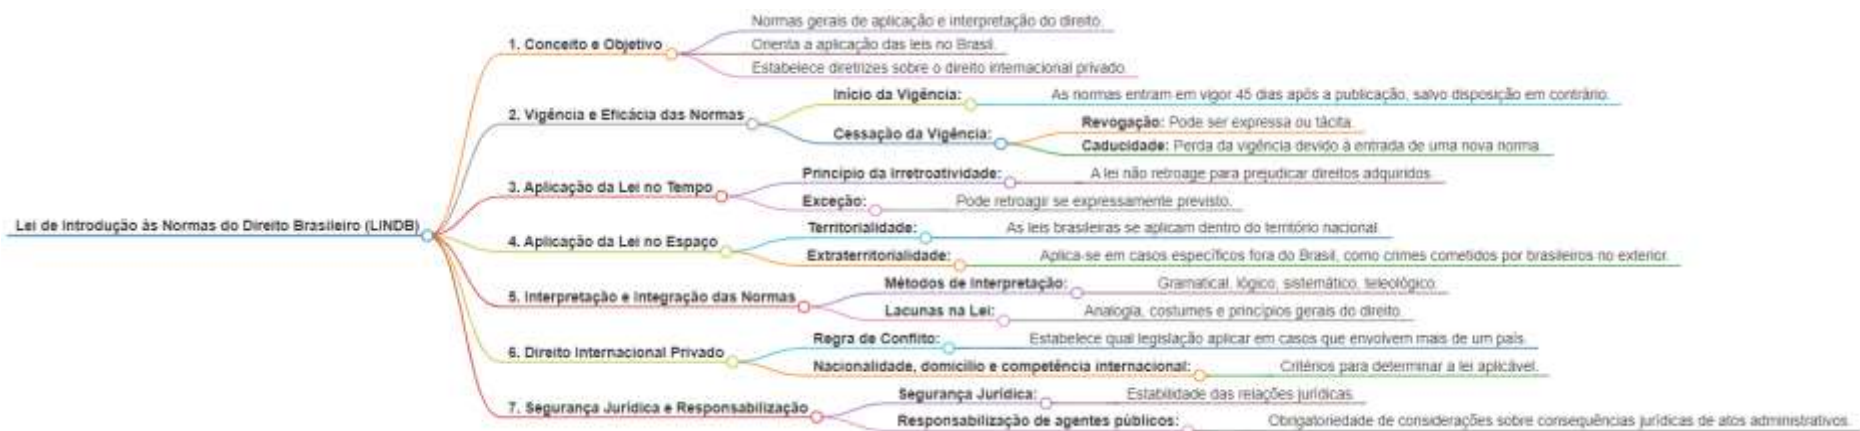 Lei de Introdução às Normas do Direito Brasileiro (LINDB)
1. Conceito e Objetivo
Normas gerais de aplicação e interpretação do direito.
Orienta a aplicação das leis no Brasil.
Estabelece diretrizes sobre o direito internacional privado.
2. Vigência e Eficácia das Normas
Início da Vigência:
As normas entram em vigor 45 dias após a publicação, salvo disposição em contrário.
Cessação da Vigência:
Revogação: Pode ser expressa ou tácita.
Caducidade: Perda da vigência devido à entrada de uma nova norma.
3. Aplicação da Lei no Tempo
Princípio da Irretroatividade:
A lei não retroage para prejudicar direitos adquiridos.
Exceção:
Pode retroagir se expressamente previsto.
4. Aplicação da Lei no Espaço
Territorialidade:
As leis brasileiras se aplicam dentro do território nacional.
Extraterritorialidade:
Aplica-se em casos específicos fora do Brasil, como crimes cometidos por brasileiros no exterior.
5. Interpretação e Integração das Normas
Métodos de Interpretação:
Gramatical, lógico, sistemático, teleológico.
Lacunas na Lei:
Analogia, costumes e princípios gerais do direito.
6. Direito Internacional Privado
Regra de Conflito:
Estabelece qual legislação aplicar em casos que envolvem mais de um país.
Nacionalidade, domicílio e competência internacional:
Critérios para determinar a lei aplicável.
7. Segurança Jurídica e Responsabilização
Segurança Jurídica:
Estabilidade das relações jurídicas.
Responsabilização de agentes públicos:
Obrigatoriedade de considerações sobre consequências jurídicas de atos administrativos.